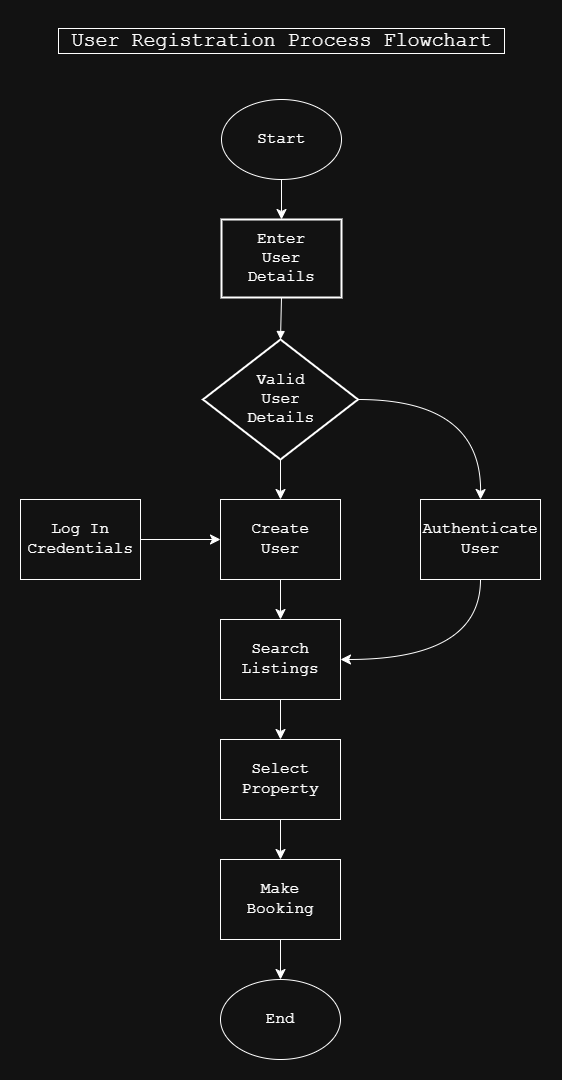 User Registration Process Flowchart
Start
Enter
User
Details
Valid
User
Details
Log In
Credentials
Create
User
Authenticate
User
Search
Listings
Select
Property
Make
Booking
End